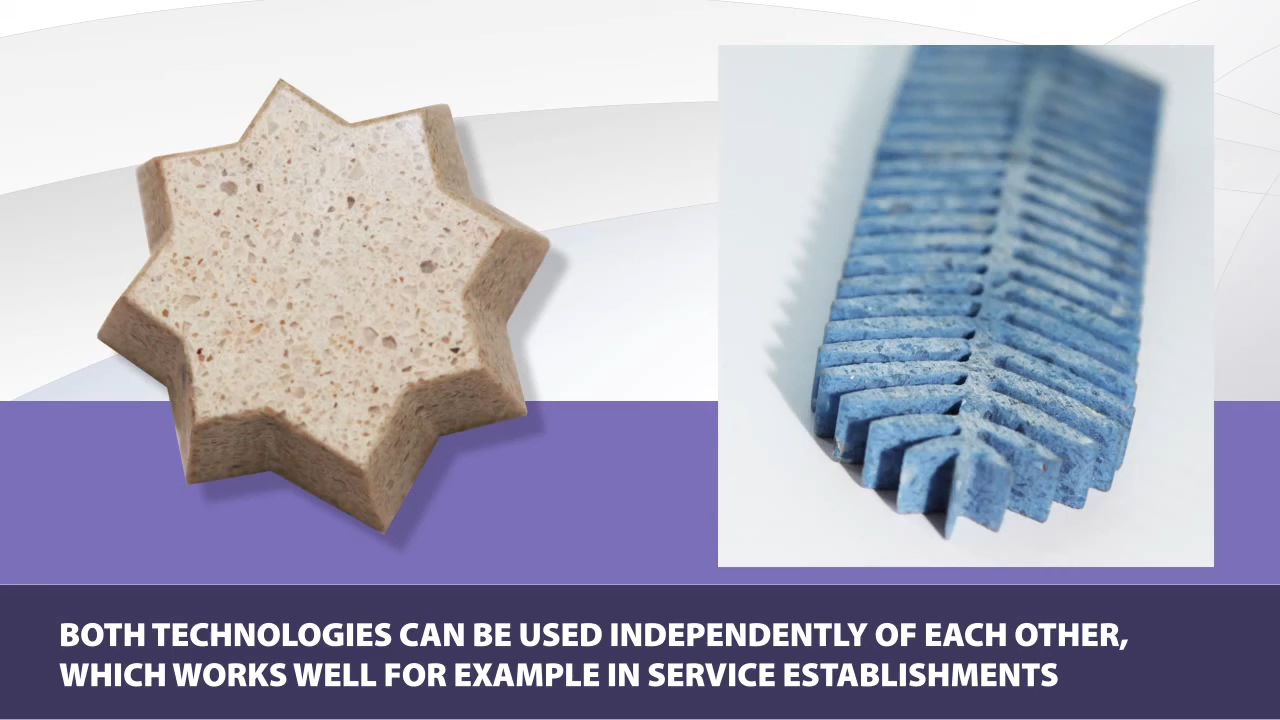 BOTH TECHNOLOGIES CAN BE USED INDEPENDENTLY OF EACH OTHER,
WHICH WORKS WELL FOR EXAMPLE IN SERVICE ESTABLISHMENTS